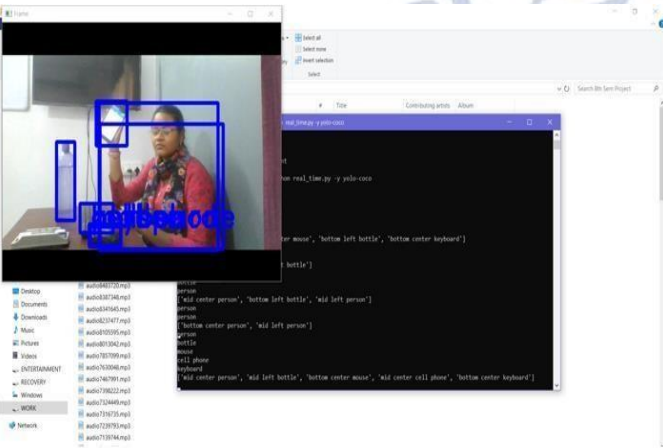 Frame
Select all
Select none
Invert selection
Select
Search 8th Sem Project
# Title Contributing artists Album
real_time.py -y yolo-coco
hon real_time.py -y yolo-coco
ter mouse', 'bottom left bottle', 'bottom center keyboard']
t bottle']
bottle
person
['mid center person', 'bottom left bottle', 'mid left person']
person
person
['bottom center person', 'mid left person']
person
bottle
mouse
cell phone
keyboard
['mid center person', 'mid left bottle', 'bottom center mouse', 'mid center cell phone', 'bottom center keyboard']
Desktop
Documents
Downloads
Music
Pictures
Videos
ENTERTAINMENT
RECOVERY
Windows
WORK
Network
audio8483720.mp3
audio8387348.mp3
audio8341645.mp3
audio8237477.mp3
audio8105595.mp3
audio8013042.mp3
audio7857099.mp3
audio7630048.mp3
audio7467991.mp3
audio7398222.mp3
audio7324449.mp3
audio7316735.mp3
audio7239793.mp3
audio7139744.mp3